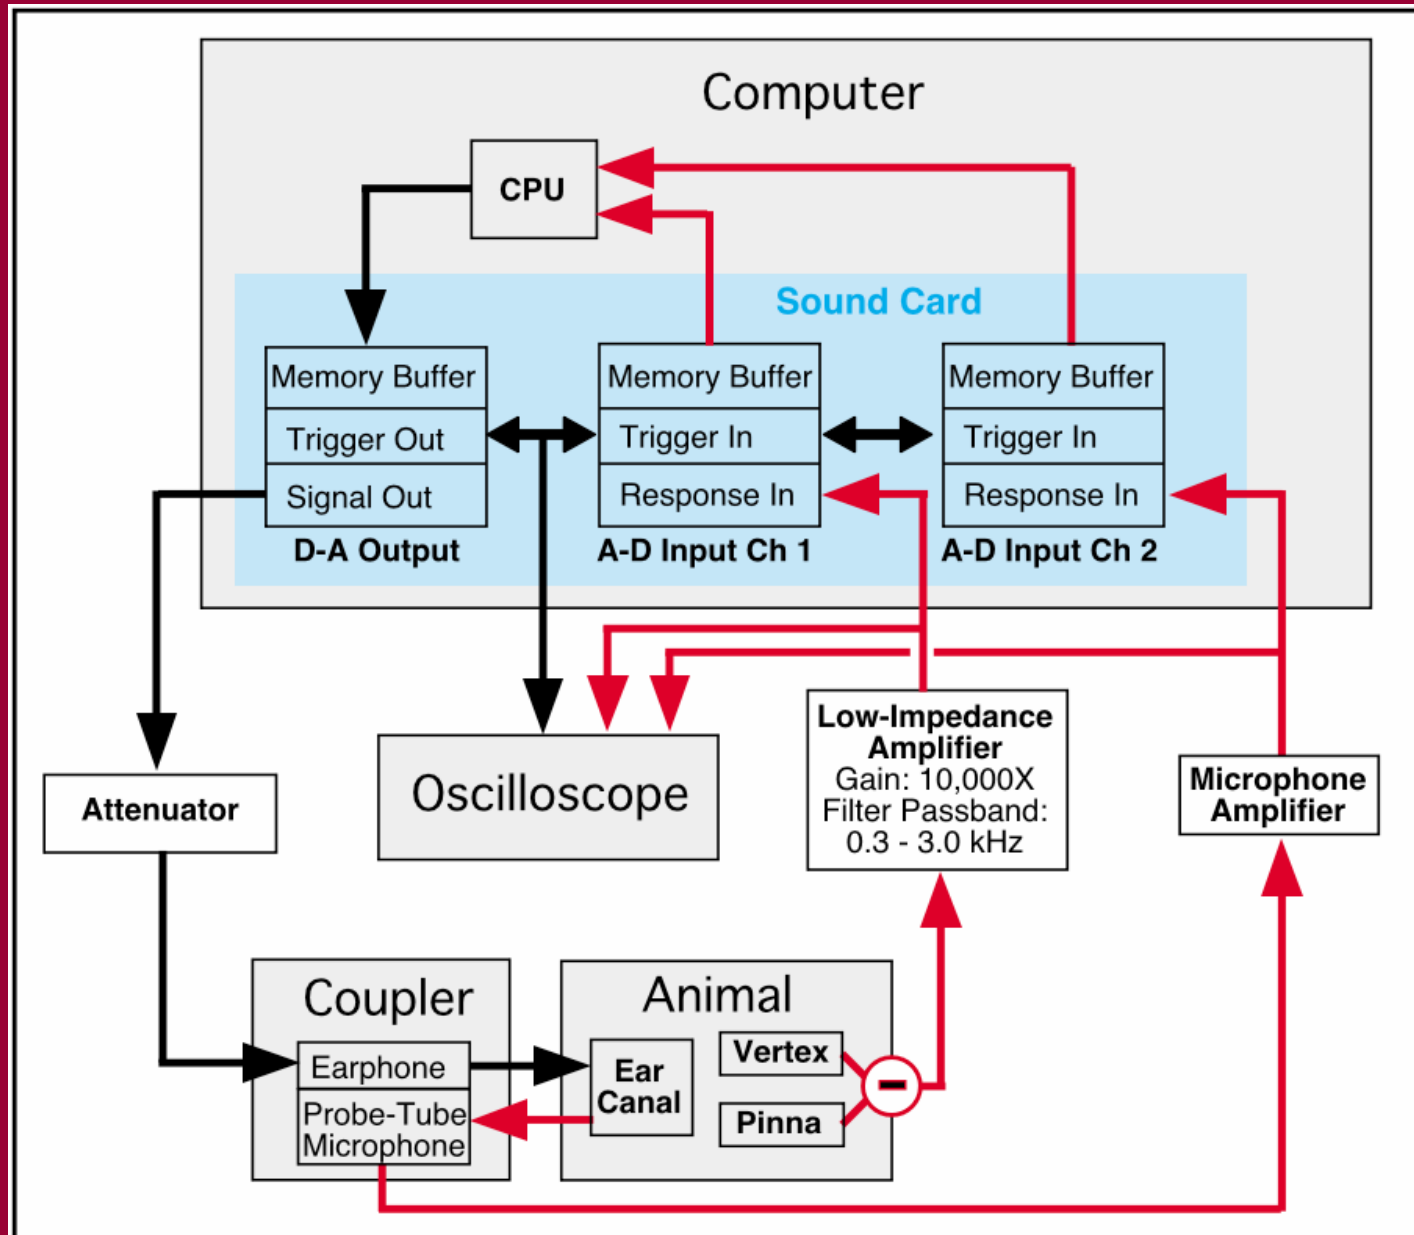 Computer
CPU
Sound Card
Memory Buffer
Trigger Out
Signal Out
D-A Output
Memory Buffer
Trigger In
Response In
A-D Input Ch 1
Memory Buffer
Trigger In
Response In
A-D Input Ch 2
Attenuator
Oscilloscope
Low-Impedance
Amplifier
Gain: 10,000X
Filter Passband:
0.3 - 3.0 kHz
Microphone
Amplifier
Coupler
Earphone
Probe-Tube
Microphone
Animal
Ear
Canal
Vertex
Pinna